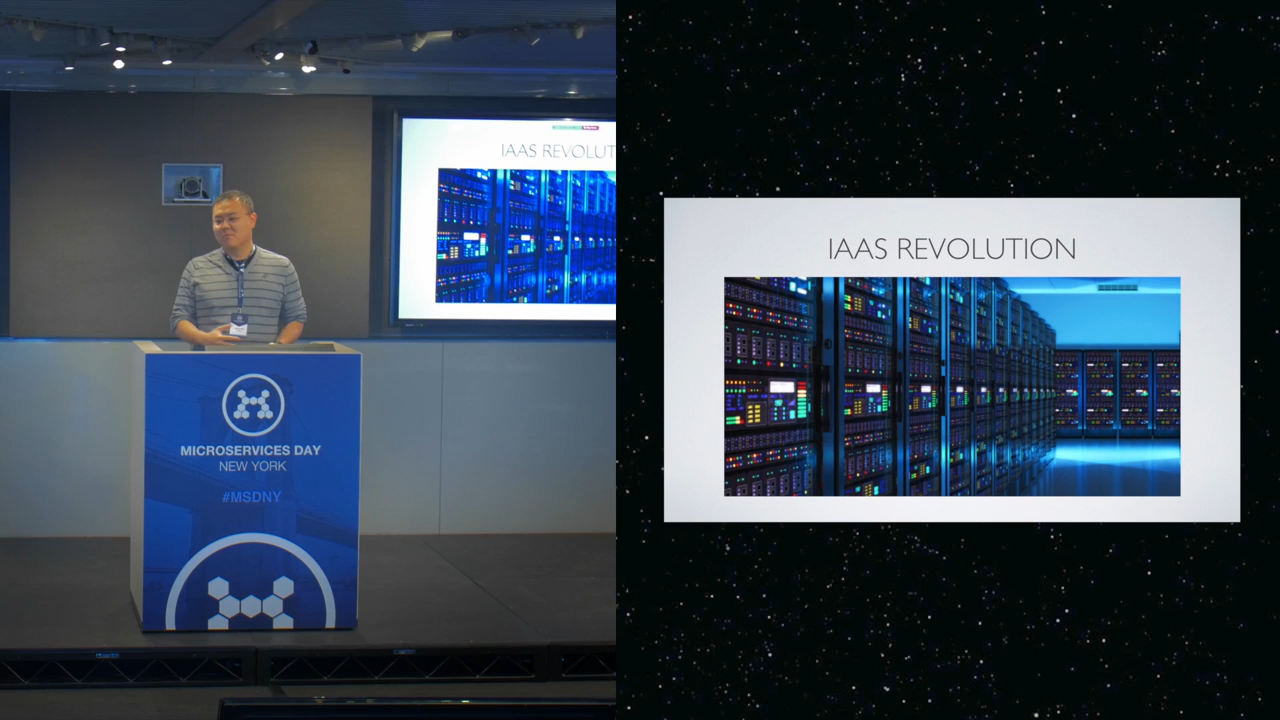 IAAS REVOLUT
MICROSERVICES DAY
NEW YORK
#MSDNY
IAAS REVOLUTION